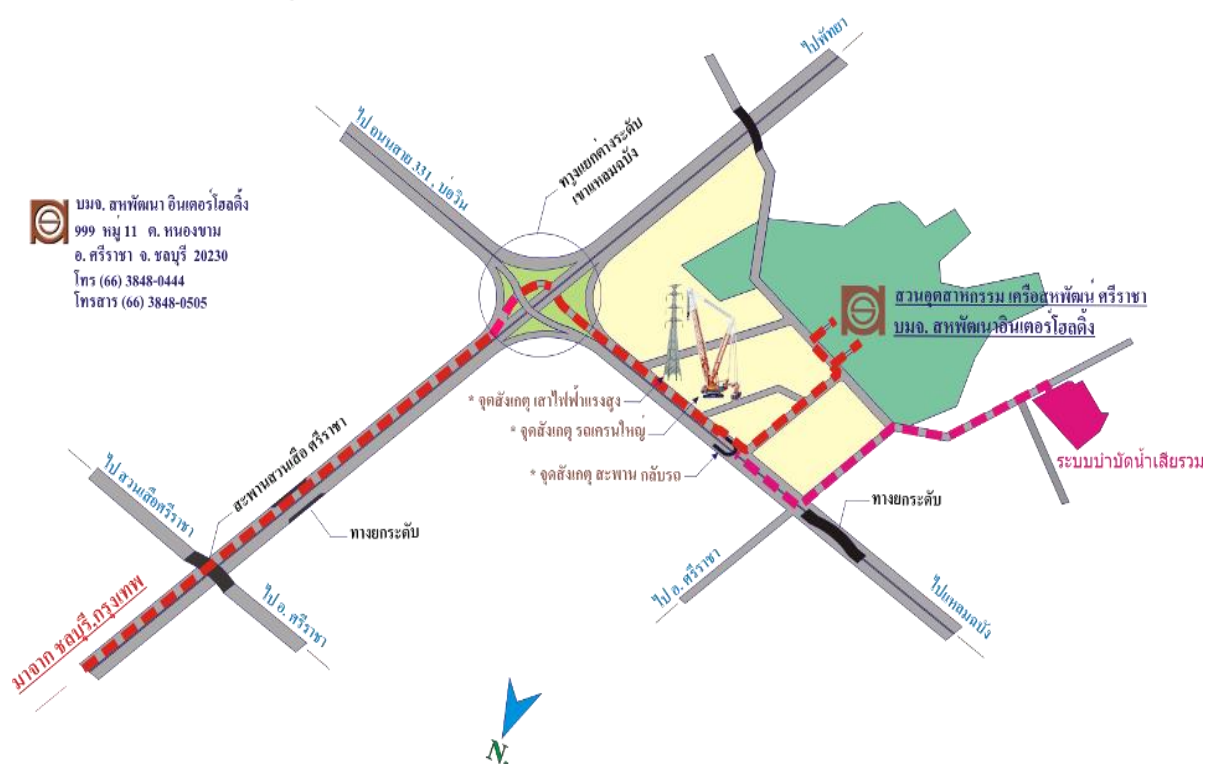 ไปพัทยา
ไป ถนนสาย 331 , บ่อวิน
ทางแยกต่างระดับ
เข้าแหลมฉบัง
บมจ. สหพัฒนา อินเตอร์โฮลดิ้ง
999 หมู่ 11 ต. หนองขาม
อ. ศรีราชา จ. ชลบุรี 20230
โทร (66) 3848-0444
โทรสาร (66) 3848-0505
สวนอุตสาหกรรม เครือสหพัฒน์ ศรีราชา
บมจ. สหพัฒนาอินเตอร์โฮลดิ้ง
* จุดสังเกตุ เสาไฟฟ้าแรงสูง
* จุดสังเกตุ รถเครนใหญ่
* จุดสังเกตุ สะพาน กลับรถ
ระบบบำบัดน้ำเสียรวม
สะพานสวนเสือ ศรีราชา
ไป สวนเสือศรีราชา
ทางยกระดับ
ทางยกระดับ
ไป อ. ศรีราชา
ไป อ. ศรีราชา
ไปแหลมฉบัง
มาจาก ชลบุรี,กรุงเทพ
N.